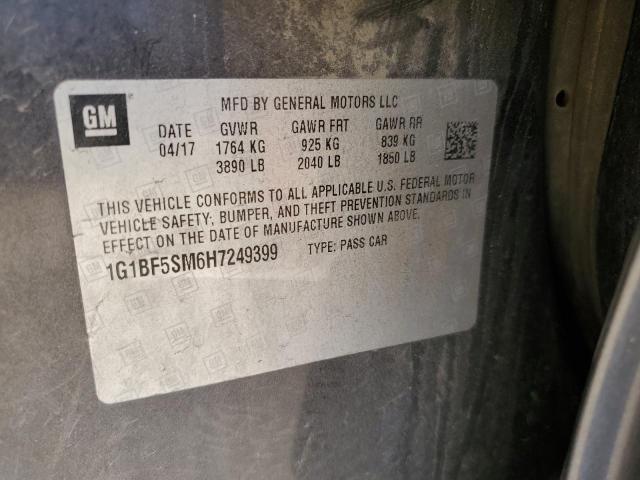 GM
MFD BY GENERAL MOTORS LLC
DATE GVWR GAWR FRT GAWR RR
04/17 1764 KG 925 KG 839 KG
3890 LB 2040 LB 1850 LB
THIS VEHICLE CONFORMS TO ALL APPLICABLE U.S. FEDERAL MOTOR
VEHICLE SAFETY, BUMPER, AND THEFT PREVENTION STANDARDS IN
EFFECT ON THE DATE OF MANUFACTURE SHOWN ABOVE.
1G1BF5SM6H7249399 TYPE: PASS CAR